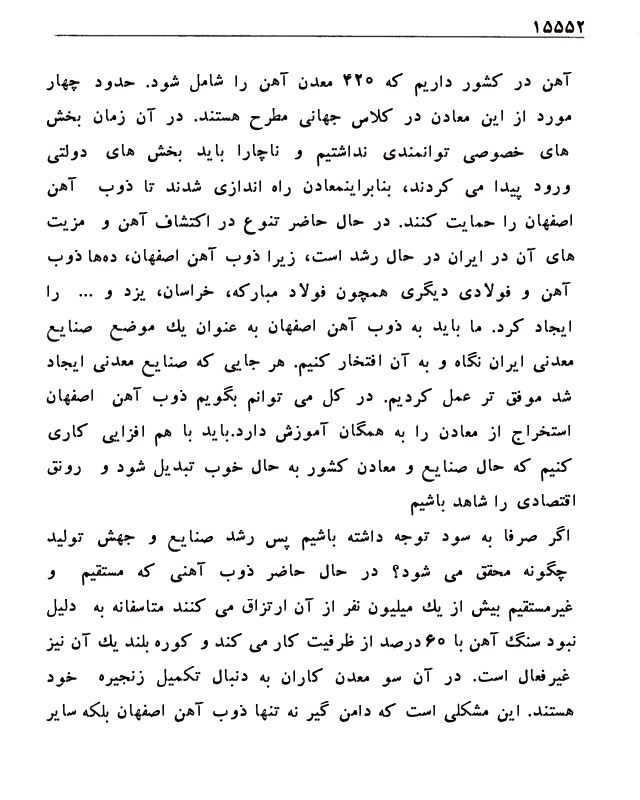 ۱۵۵۵۲
آهن در کشور داریم که ۴۲۰ معدن آهن را شامل شود. حدود چهار
مورد از این معادن در کلاس جهانی مطرح هستند. در آن زمان بخش
های خصوصی توانمندی نداشتیم و ناچارا باید بخش های دولتی
ورود پیدا می کردند، بنابراینمعادن راه اندازی شدند تا ذوب آهن
اصفهان را حمایت کنند. در حال حاضر تنوع در اکتشاف آهن و مزیت
های آن در ایران در حال رشد است، زیرا ذوب آهن اصفهان، ده‌ها ذوب
آهن و فولادی دیگری همچون فولاد مبارکه، خراسان، یزد و ... را
ایجاد کرد. ما باید به ذوب آهن اصفهان به عنوان یك موضع صنایع
معدنی ایران نگاه و به آن افتخار کنیم. هر جایی که صنایع معدنی ایجاد
شد موفق تر عمل کردیم. در کل می توانم بگویم ذوب آهن اصفهان
استخراج از معادن را به همگان آموزش دارد.باید با هم افزایی کاری
کنیم که حال صنایع و معادن کشور به حال خوب تبدیل شود و رونق
اقتصادی را شاهد باشیم
اگر صرفا به سود توجه داشته باشیم پس رشد صنایع و جهش تولید
چگونه محقق می شود؟ در حال حاضر ذوب آهنی که مستقیم و
غیرمستقیم بیش از یك میلیون نفر از آن ارتزاق می کنند متاسفانه به دلیل
نبود سنگ آهن با ۶۰ درصد از ظرفیت کار می کند و کوره بلند یك آن نیز
غیرفعال است. در آن سو معدن کاران به دنبال تکمیل زنجیره خود
هستند. این مشکلی است که دامن گیر نه تنها ذوب آهن اصفهان بلکه سایر